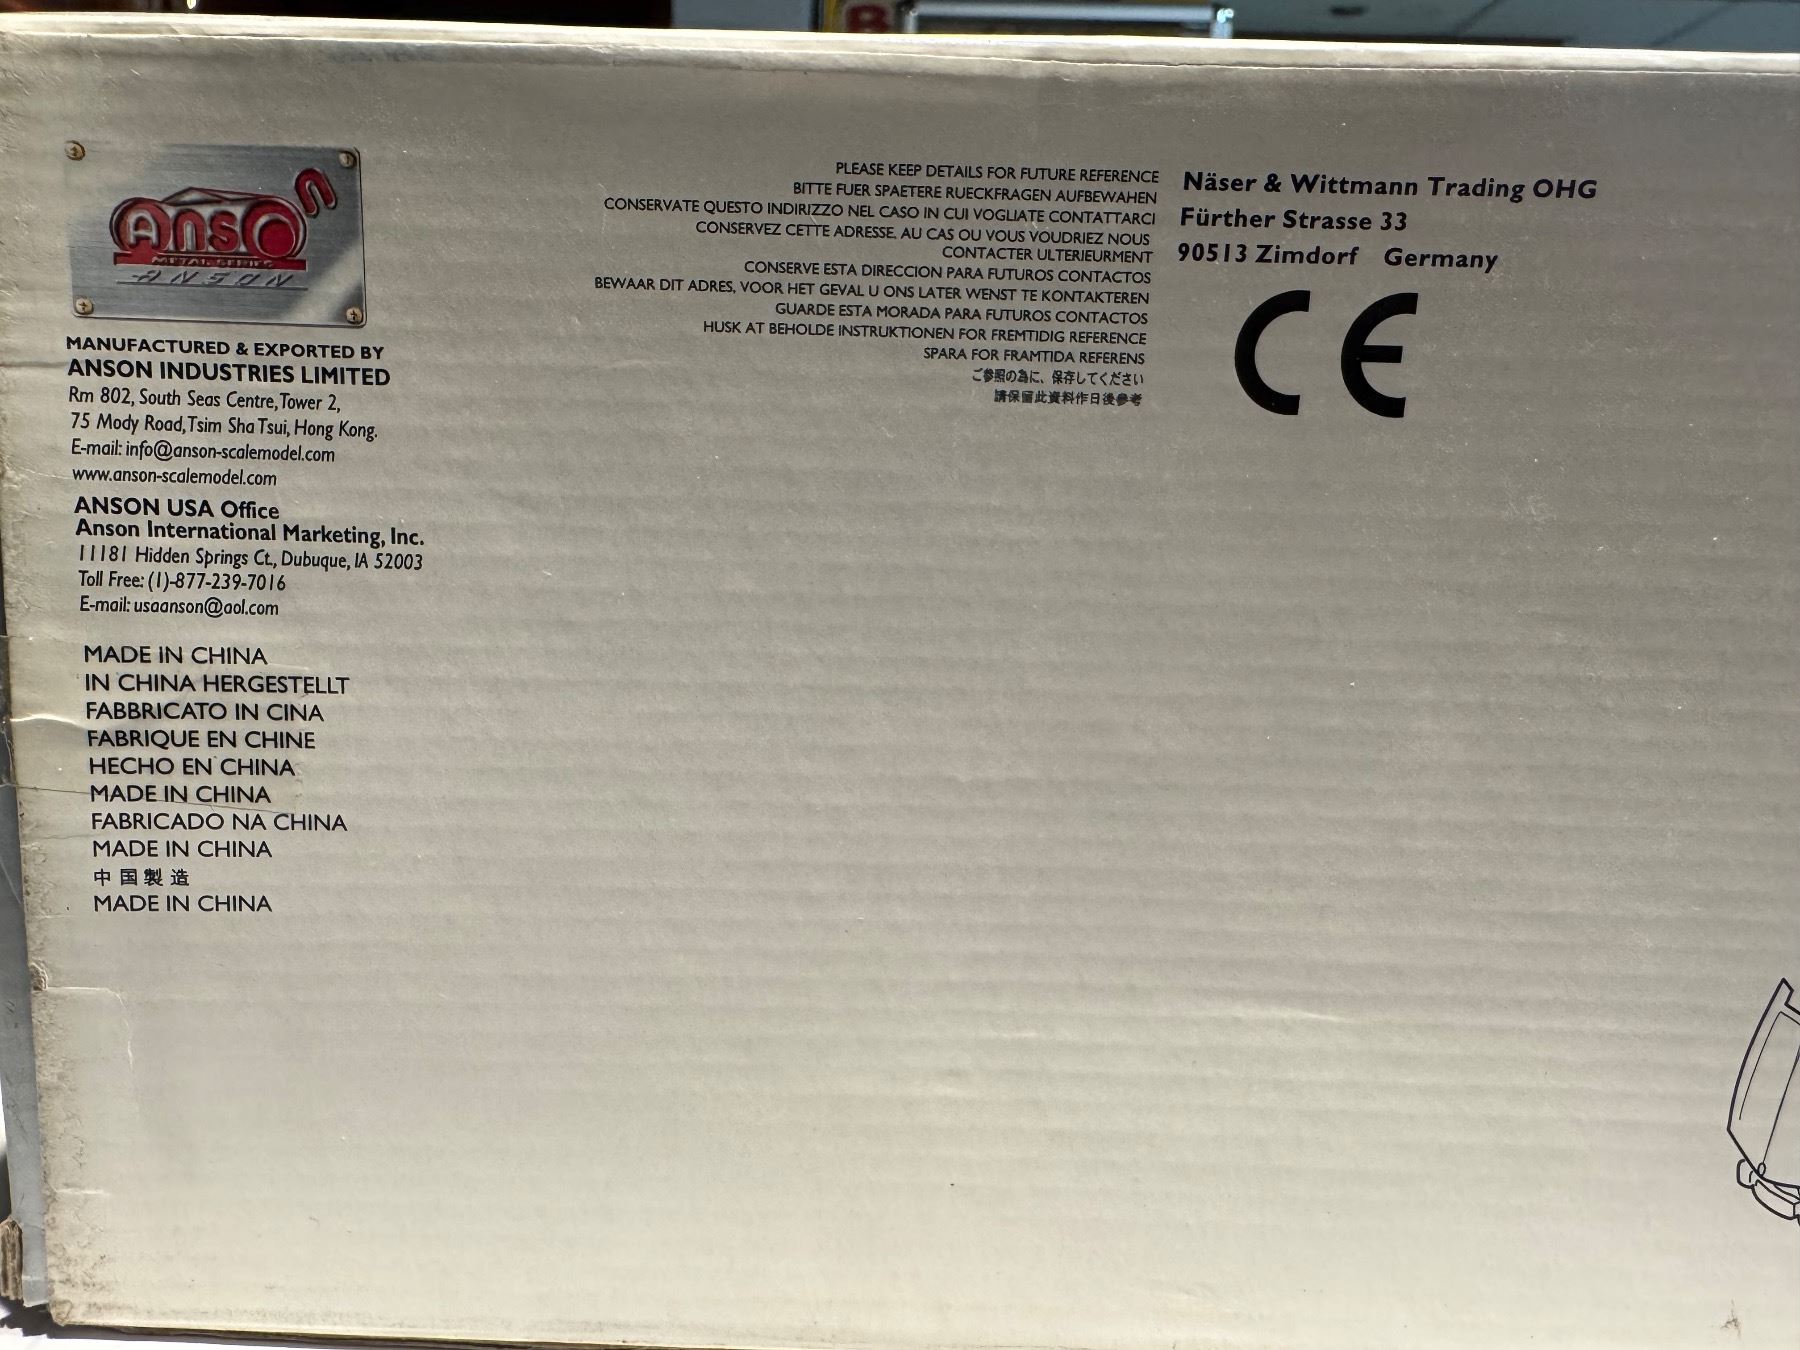 B
Anson
METAL SERIES
ANSON
MANUFACTURED & EXPORTED BY
ANSON INDUSTRIES LIMITED
Rm 802, South Seas Centre, Tower 2,
75 Mody Road, Tsim Sha Tsui, Hong Kong.
E-mail: info@anson-scalemodel.com
www.anson-scalemodel.com
ANSON USA Office
Anson International Marketing, Inc.
11181 Hidden Springs Ct., Dubuque, IA 52003
Toll Free: (1)-877-239-7016
E-mail: usaanson@aol.com
MADE IN CHINA
IN CHINA HERGESTELLT
FABBRICATO IN CINA
FABRIQUE EN CHINE
HECHO EN CHINA
MADE IN CHINA
FABRICADO NA CHINA
MADE IN CHINA
中国製造
MADE IN CHINA
PLEASE KEEP DETAILS FOR FUTURE REFERENCE
BITTE FUER SPAETERE RUECKFRAGEN AUFBEWAHEN
CONSERVATE QUESTO INDIRIZZO NEL CASO IN CUI VOGLIATE CONTATTARCI
CONSERVEZ CETTE ADRESSE. AU CAS OU VOUS VOUDRIEZ NOUS
CONTACTER ULTERIEURMENT
CONSERVE ESTA DIRECCION PARA FUTUROS CONTACTOS
BEWAAR DIT ADRES, VOOR HET GEVAL U ONS LATER WENST TE KONTAKTEREN
GUARDE ESTA MORADA PARA FUTUROS CONTACTOS
HUSK AT BEHOLDE INSTRUKTIONEN FOR FREMTIDIG REFERENCE
SPARA FOR FRAMTIDA REFERENS
ご参照の為に、保存してください
請保留此資料作日後參考
Näser & Wittmann Trading OHG
Fürther Strasse 33
90513 Zimdorf Germany
CE